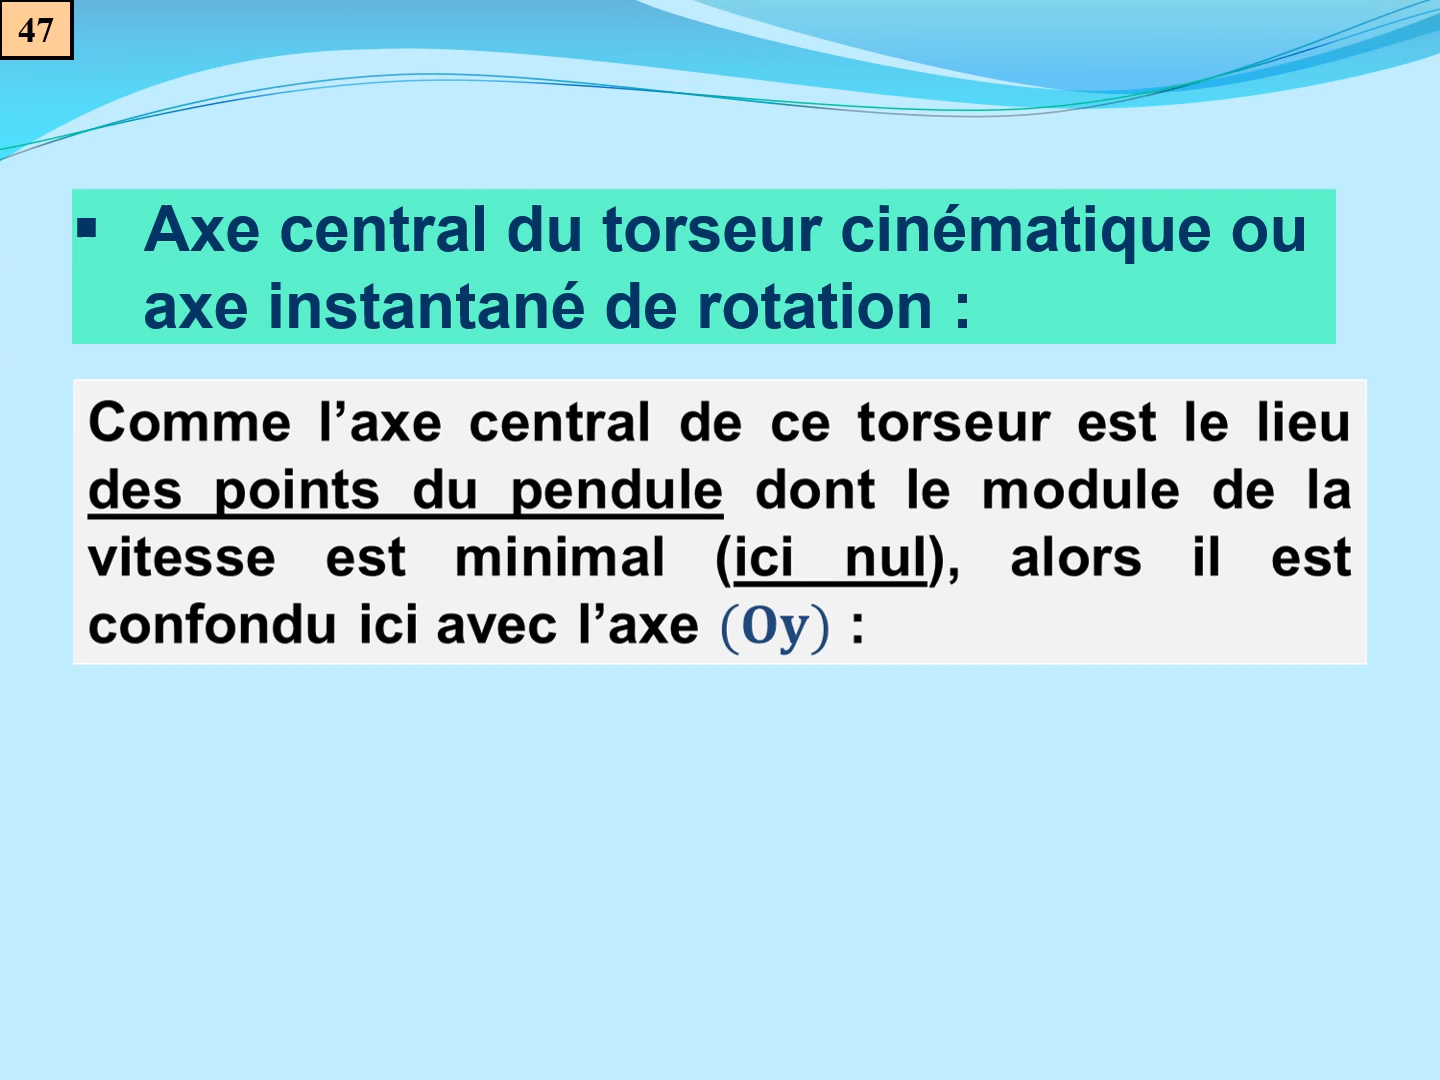 47
▪ Axe central du torseur cinématique ou
axe instantané de rotation :
Comme l’axe central de ce torseur est le lieu
des points du pendule dont le module de la
vitesse est minimal (ici nul), alors il est
confondu ici avec l’axe (Oy) :